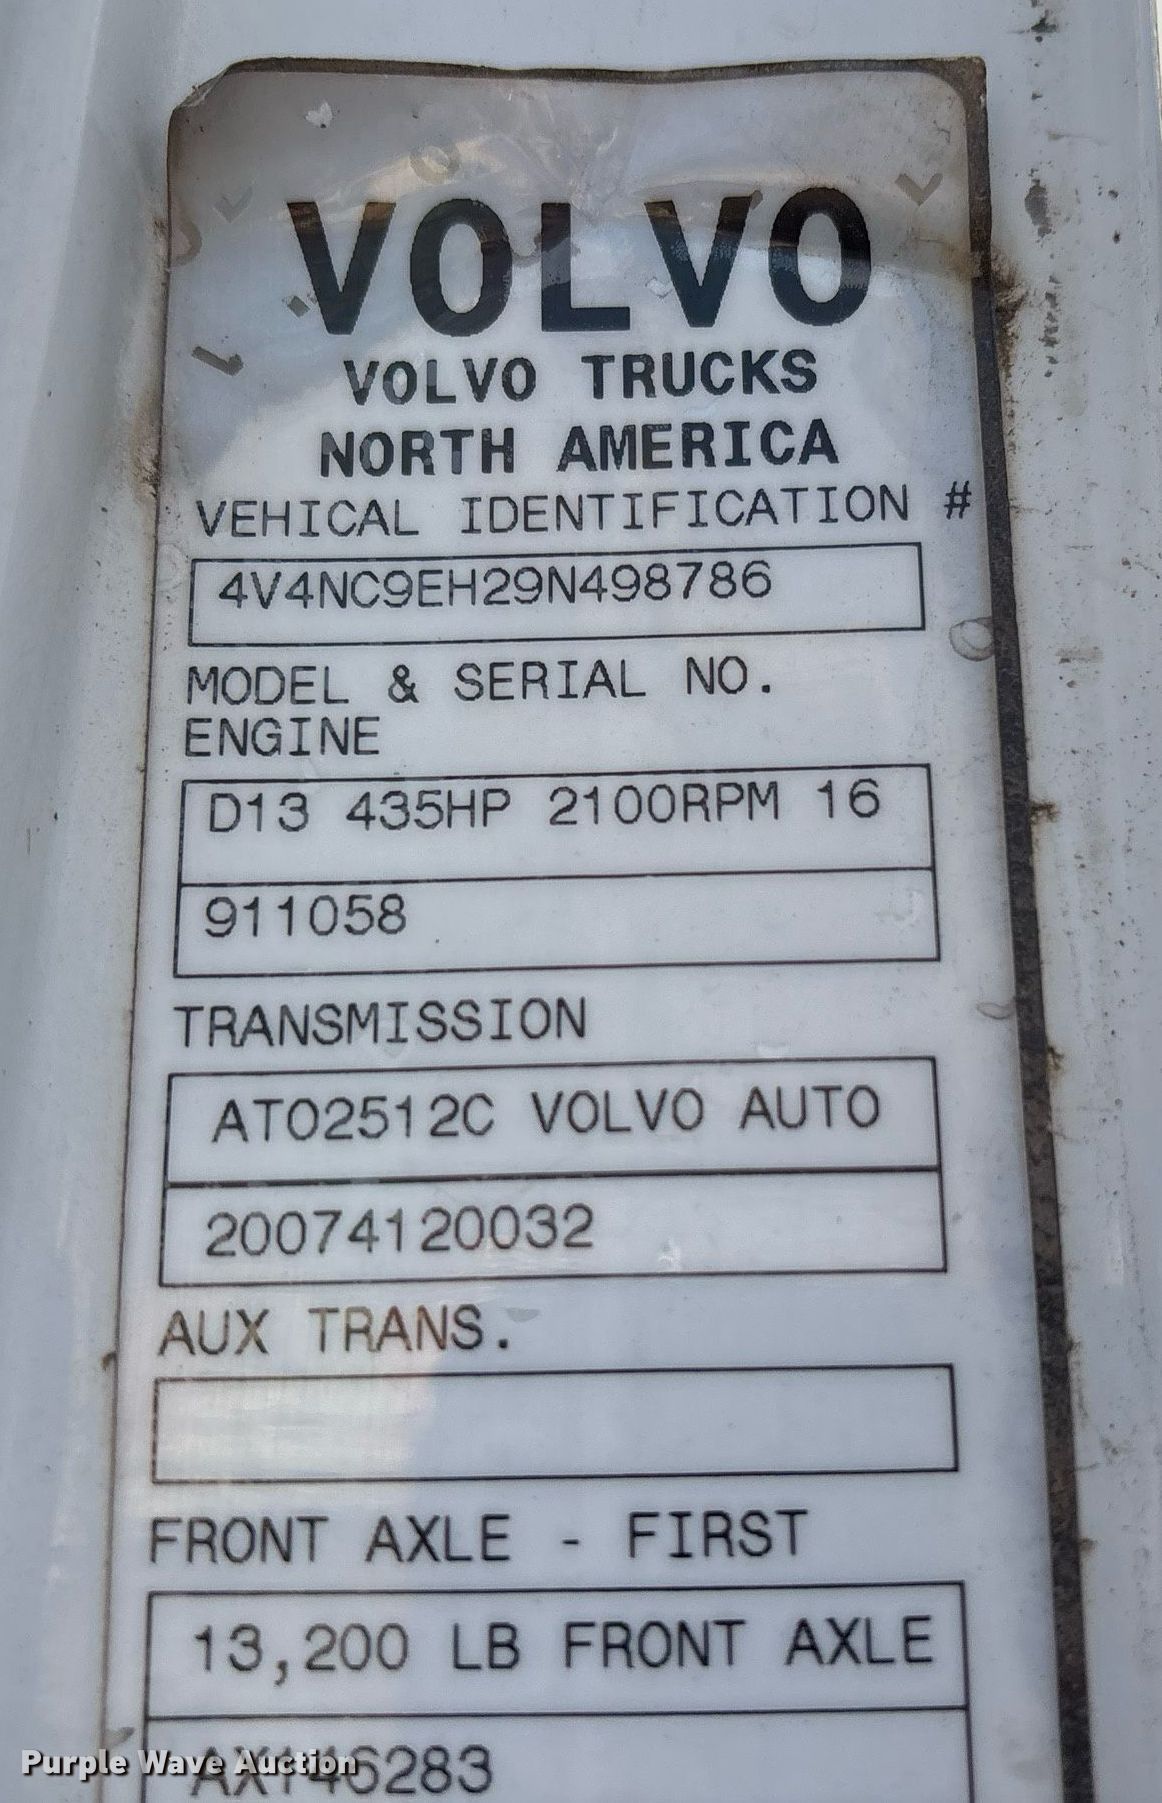 VOLVO
VOLVO TRUCKS
NORTH AMERICA
VEHICAL IDENTIFICATION #
4V4NC9EH29N498786
MODEL & SERIAL NO.
ENGINE
D13 435HP 2100RPM 16
911058
TRANSMISSION
ATO2512C VOLVO AUTO
20074120032
AUX TRANS.
FRONT AXLE - FIRST
13,200 LB FRONT AXLE
AX146283
Purple Wave Auction